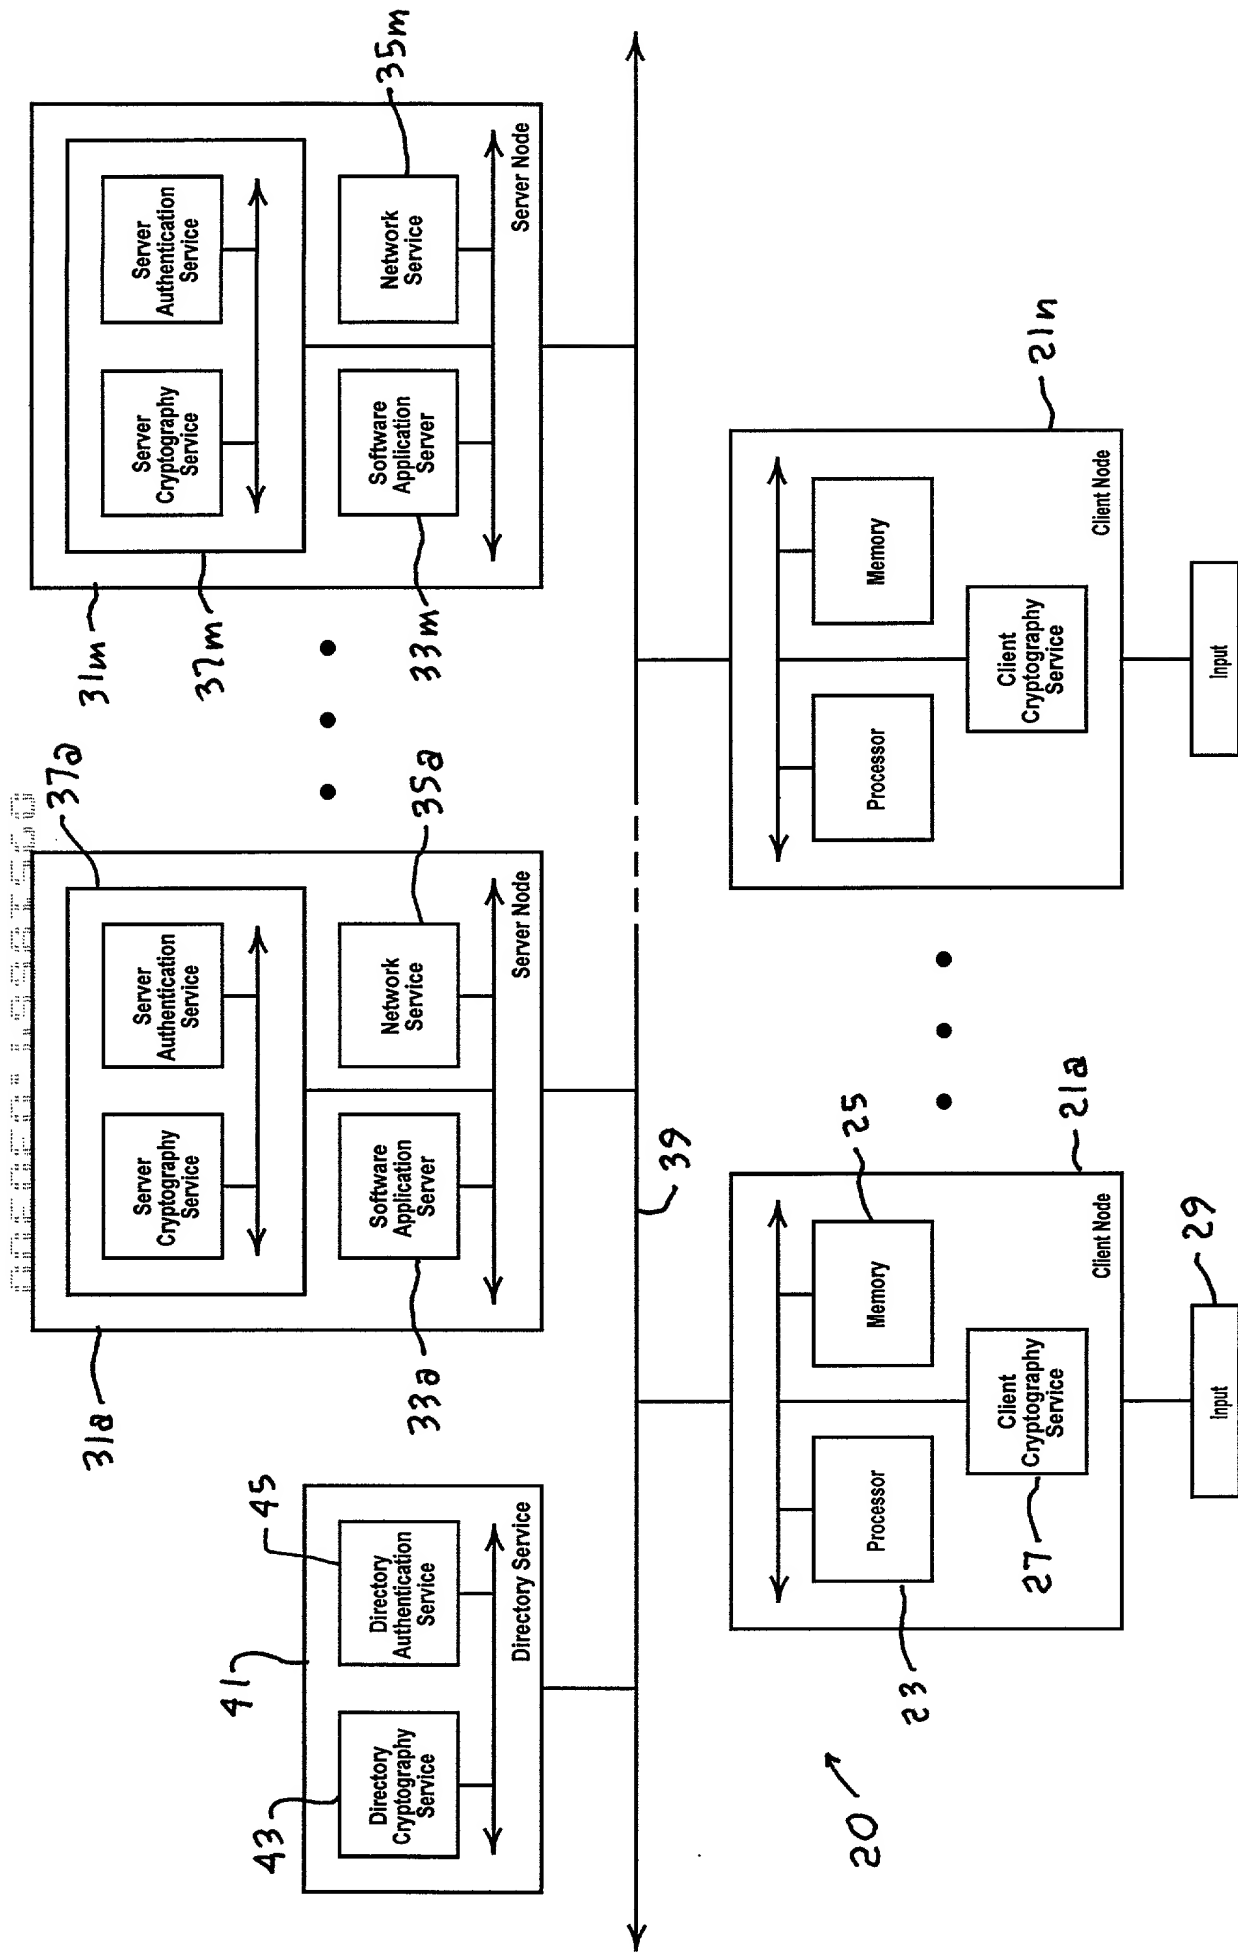 41
43
45
Directory
Cryptography
Service
Directory
Authentication
Service
Directory Service
31a
37a
Server
Cryptography
Service
Server
Authentication
Service
33a
35a
Software
Application
Server
Network
Service
Server Node
31m
37m
Server
Cryptography
Service
Server
Authentication
Service
33m
35m
Software
Application
Server
Network
Service
Server Node
39
20
23
25
Processor
Memory
27
Client
Cryptography
Service
Client Node
21a
29
Input
21n
Processor
Memory
Client
Cryptography
Service
Client Node
Input